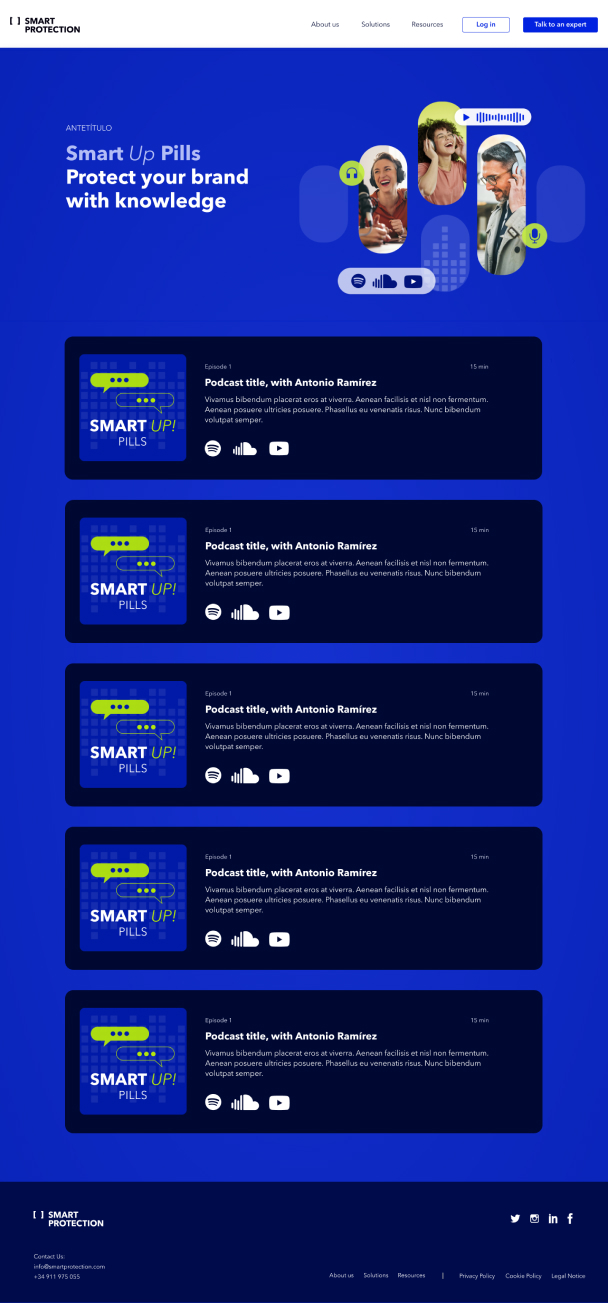 [ ] SMART
PROTECTION
About us Solutions Resources Log in Talk to an expert
ANTETÍTULO
Smart Up Pills
Protect your brand
with knowledge
SMART UP!
PILLS
Episode 1 15 min
Podcast title, with Antonio Ramírez
Vivamus bibendum placerat eros at viverra. Aenean facilisis et nisl non fermentum.
Aenean posuere ultricies posuere. Phasellus eu venenatis risus. Nunc bibendum
volutpat semper.
SMART UP!
PILLS
Episode 1 15 min
Podcast title, with Antonio Ramírez
Vivamus bibendum placerat eros at viverra. Aenean facilisis et nisl non fermentum.
Aenean posuere ultricies posuere. Phasellus eu venenatis risus. Nunc bibendum
volutpat semper.
SMART UP!
PILLS
Episode 1 15 min
Podcast title, with Antonio Ramírez
Vivamus bibendum placerat eros at viverra. Aenean facilisis et nisl non fermentum.
Aenean posuere ultricies posuere. Phasellus eu venenatis risus. Nunc bibendum
volutpat semper.
SMART UP!
PILLS
Episode 1 15 min
Podcast title, with Antonio Ramírez
Vivamus bibendum placerat eros at viverra. Aenean facilisis et nisl non fermentum.
Aenean posuere ultricies posuere. Phasellus eu venenatis risus. Nunc bibendum
volutpat semper.
SMART UP!
PILLS
Episode 1 15 min
Podcast title, with Antonio Ramírez
Vivamus bibendum placerat eros at viverra. Aenean facilisis et nisl non fermentum.
Aenean posuere ultricies posuere. Phasellus eu venenatis risus. Nunc bibendum
volutpat semper.
[ ] SMART
PROTECTION
Contact Us:
info@smartprotection.com
+34 911 975 055
About us Solutions Resources | Privacy Policy Cookie Policy Legal Notice